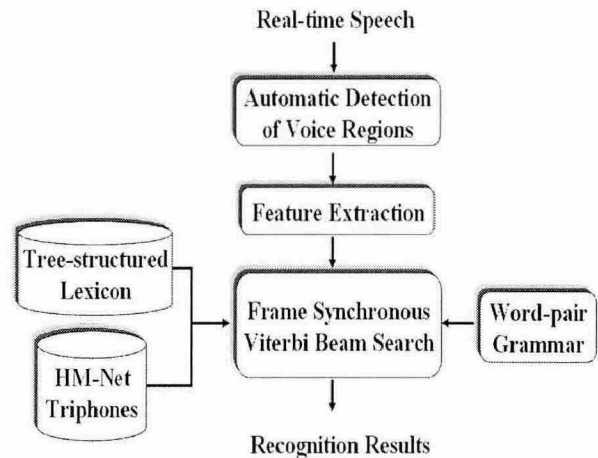 Real-time Speech
Automatic Detection
of Voice Regions
Feature Extraction
Tree-structured
Lexicon
HM-Net
Triphones
Frame Synchronous
Viterbi Beam Search
Word-pair
Grammar
Recognition Results